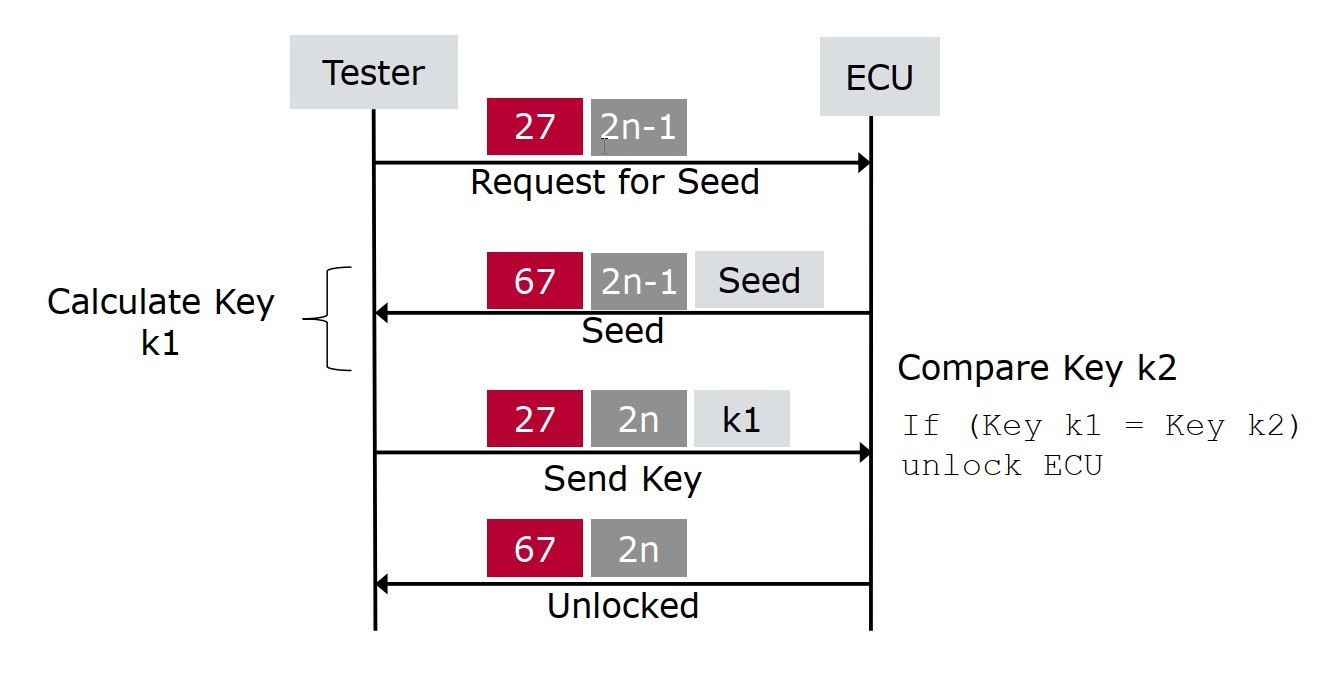 Tester
ECU
27 2n-1
Request for Seed
67 2n-1 Seed
Seed
Calculate Key
k1
Compare Key k2
27 2n k1
If (Key k1 = Key k2)
unlock ECU
Send Key
67 2n
Unlocked